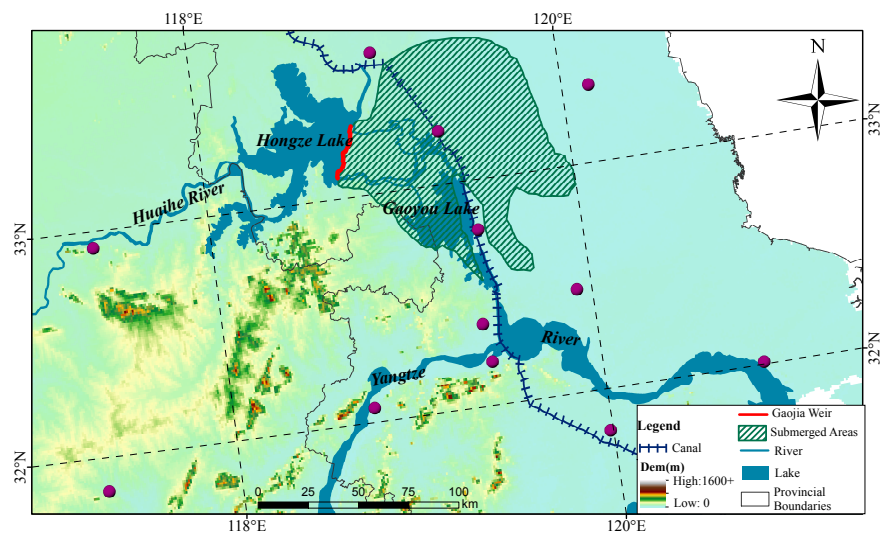 118°E
120°E
N
33°N
Hongze Lake
Huaihe River
Gaoyou Lake
33°N
River
Yangtze
32°N
32°N
Legend
Canal
Dem(m)
High:1600+
Low: 0
Gaojia Weir
Submerged Areas
River
Lake
Provincial
Boundaries
0 25 50 75 100
km
118°E
120°E